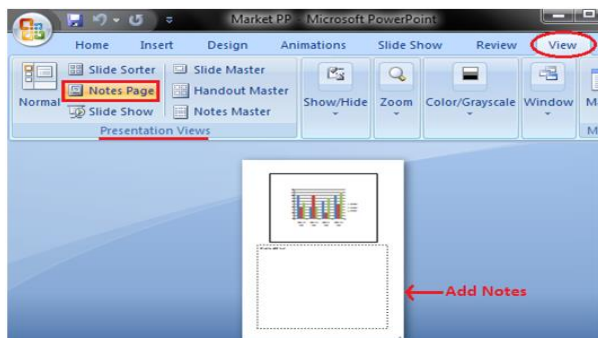 Market PP - Microsoft PowerPoint
Home Insert Design Animations Slide Show Review View
Slide Sorter Slide Master
Normal Notes Page Handout Master Show/Hide Zoom Color/Grayscale Window
Slide Show Notes Master
Presentation Views
Add Notes